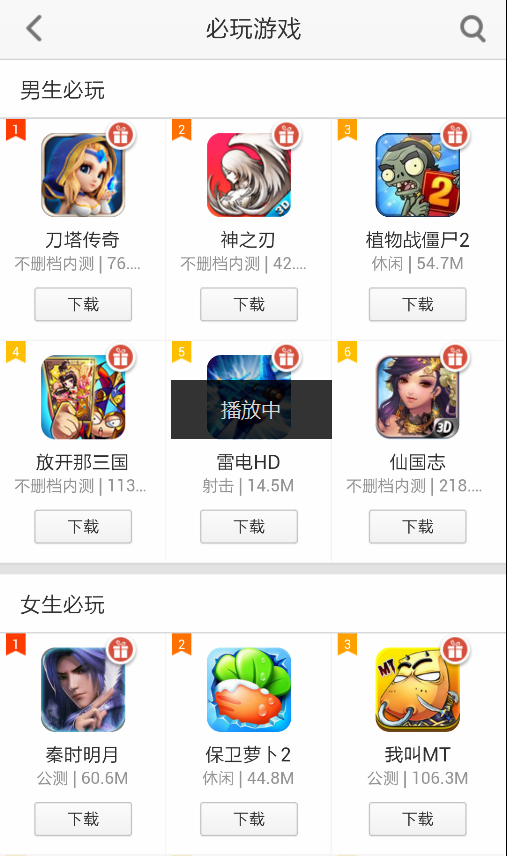 必玩游戏
男生必玩
1 2 3
3D 2
刀塔传奇 神之刃 植物战僵尸2
不删档内测 | 76.... 不删档内测 | 42.... 休闲 | 54.7M
下载 下载 下载
4 5 6
播放中
3D
放开那三国 雷电HD 仙国志
不删档内测 | 113... 射击 | 14.5M 不删档内测 | 218....
下载 下载 下载
女生必玩
1 2 3
MT
秦时明月 保卫萝卜2 我叫MT
公测 | 60.6M 休闲 | 44.8M 公测 | 106.3M
下载 下载 下载